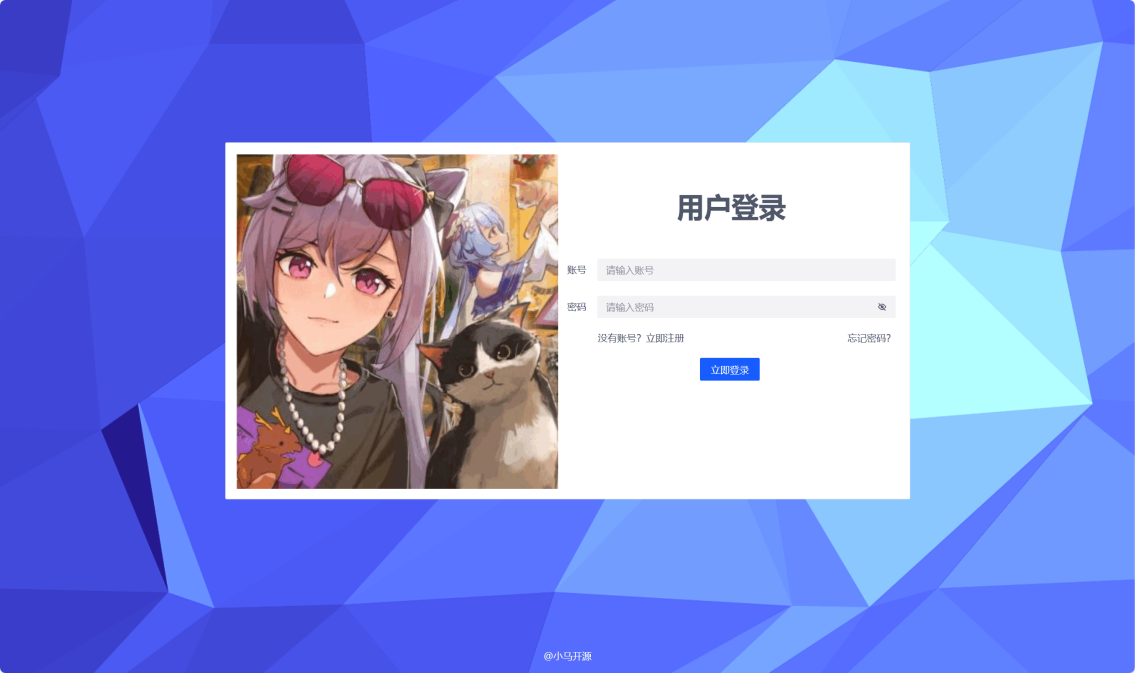 用户登录
账号 请输入账号
密码 请输入密码
没有账号？立即注册 忘记密码?
立即登录
@小马开源